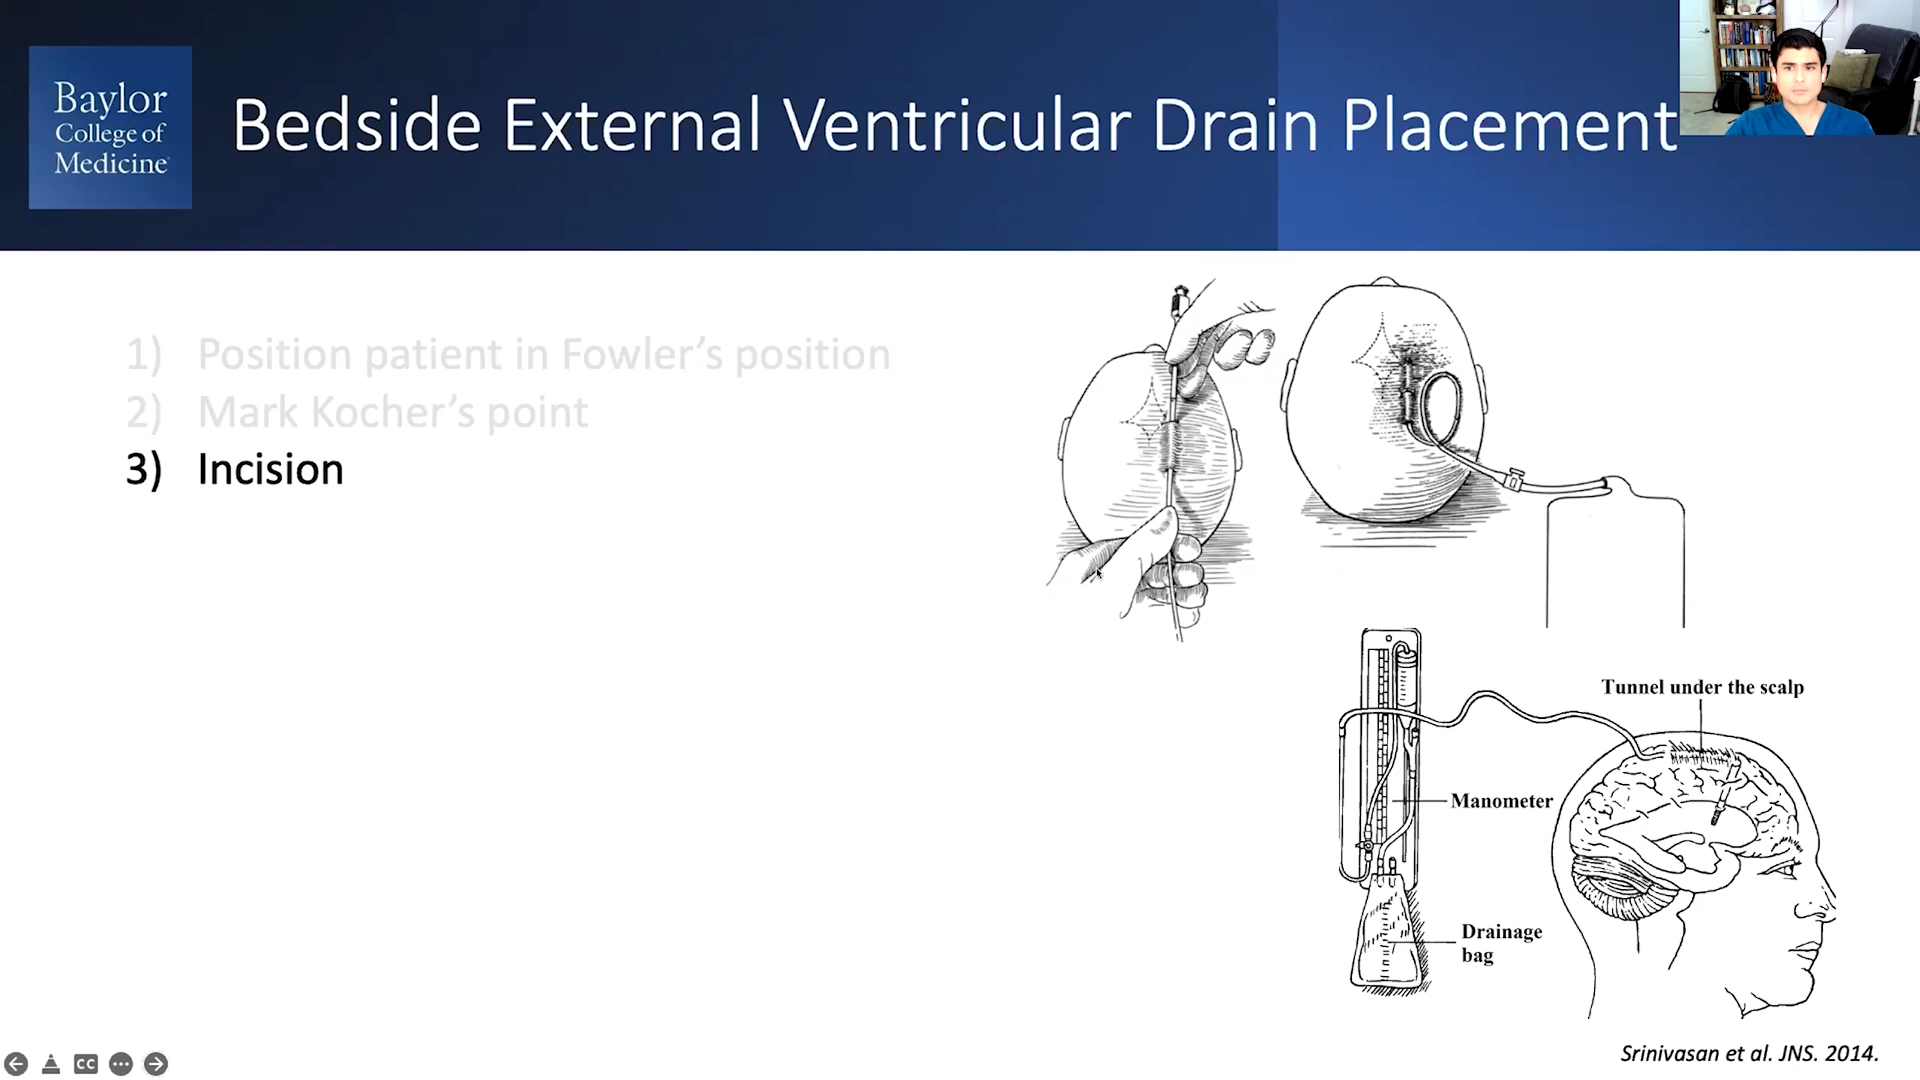 Baylor
College of
Medicine
Bedside External Ventricular Drain Placement
1) Position patient in Fowler’s position
2) Mark Kocher’s point
3) Incision
Tunnel under the scalp
Manometer
Drainage
bag
Srinivasan et al. JNS. 2014.
CC